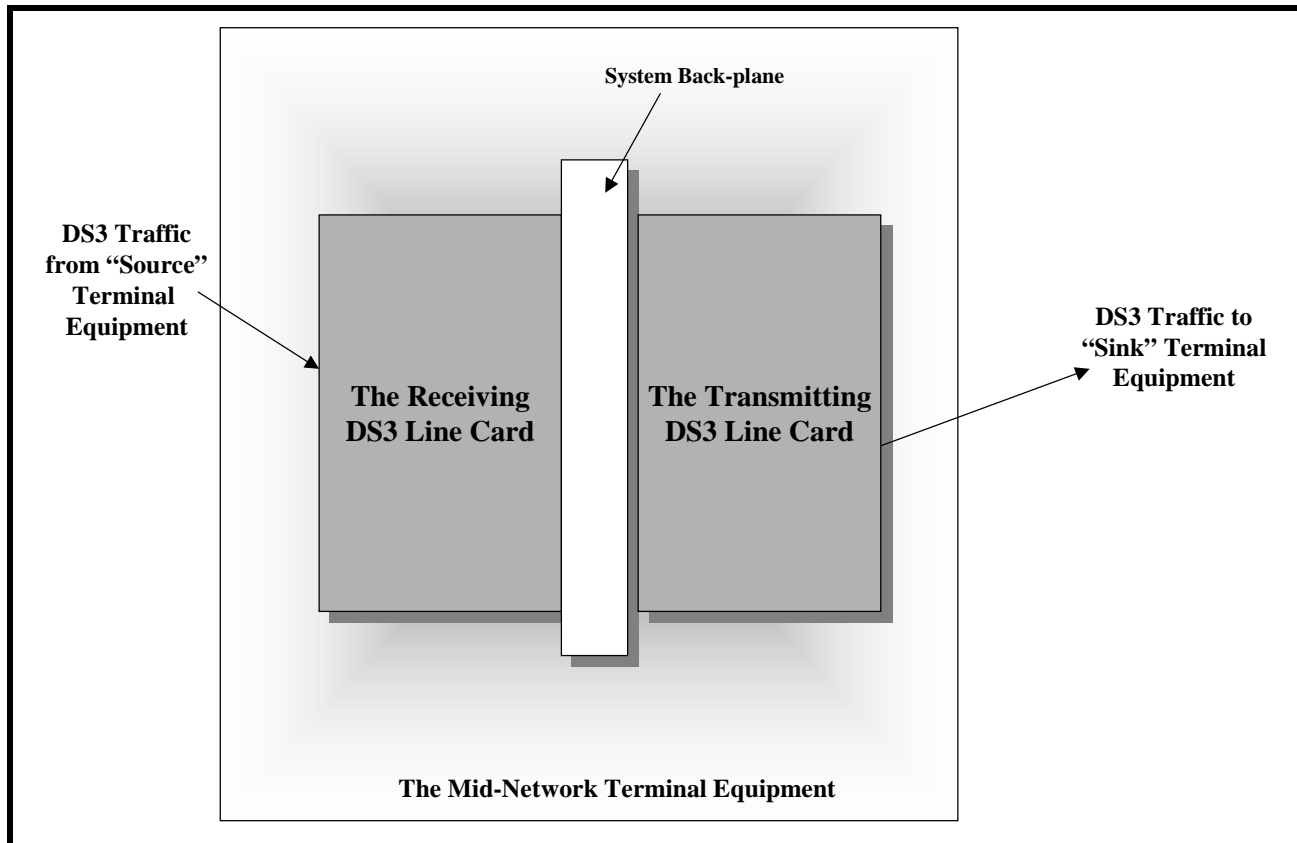 System Back-plane
DS3 Traffic
from “Source”
Terminal
Equipment
The Receiving
DS3 Line Card
The Transmitting
DS3 Line Card
DS3 Traffic to
“Sink” Terminal
Equipment
The Mid-Network Terminal Equipment